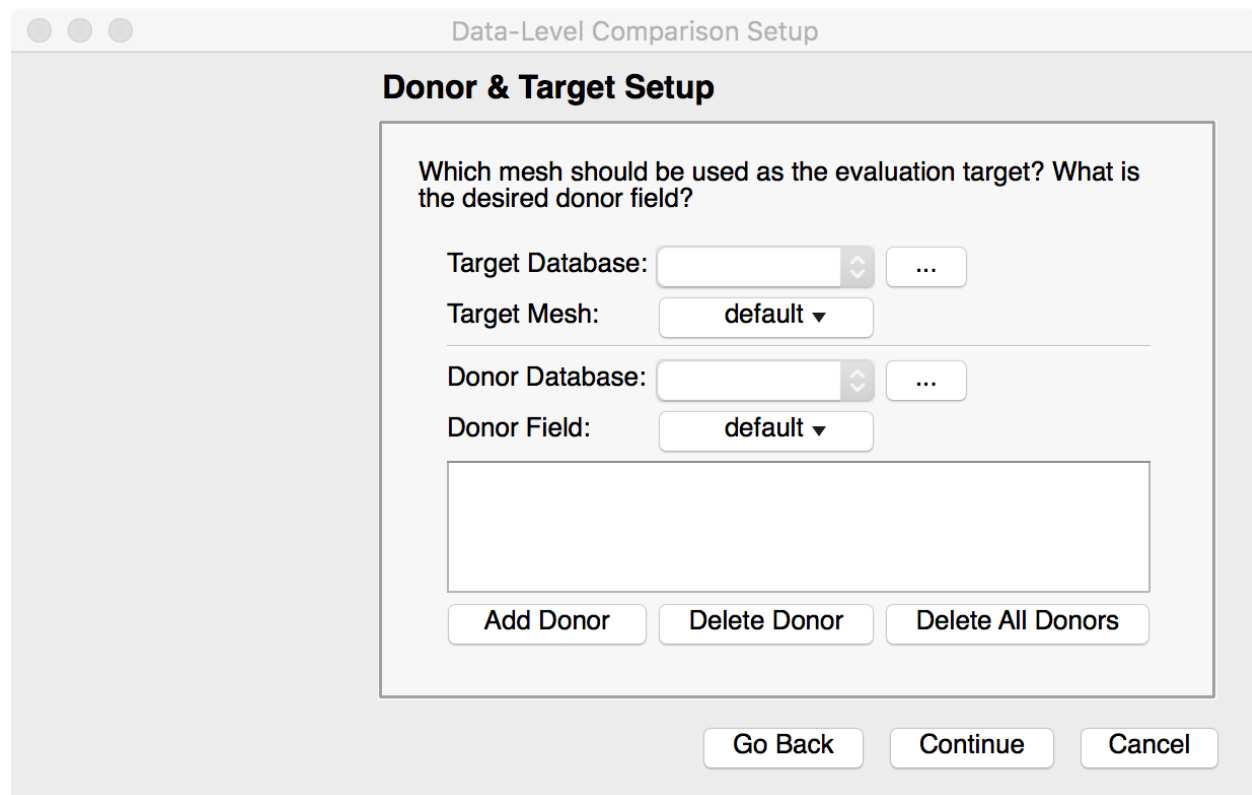 Data-Level Comparison Setup
Donor & Target Setup
Which mesh should be used as the evaluation target? What is
the desired donor field?
Target Database:
...
Target Mesh:
default
Donor Database:
...
Donor Field:
default
Add Donor
Delete Donor
Delete All Donors
Go Back
Continue
Cancel